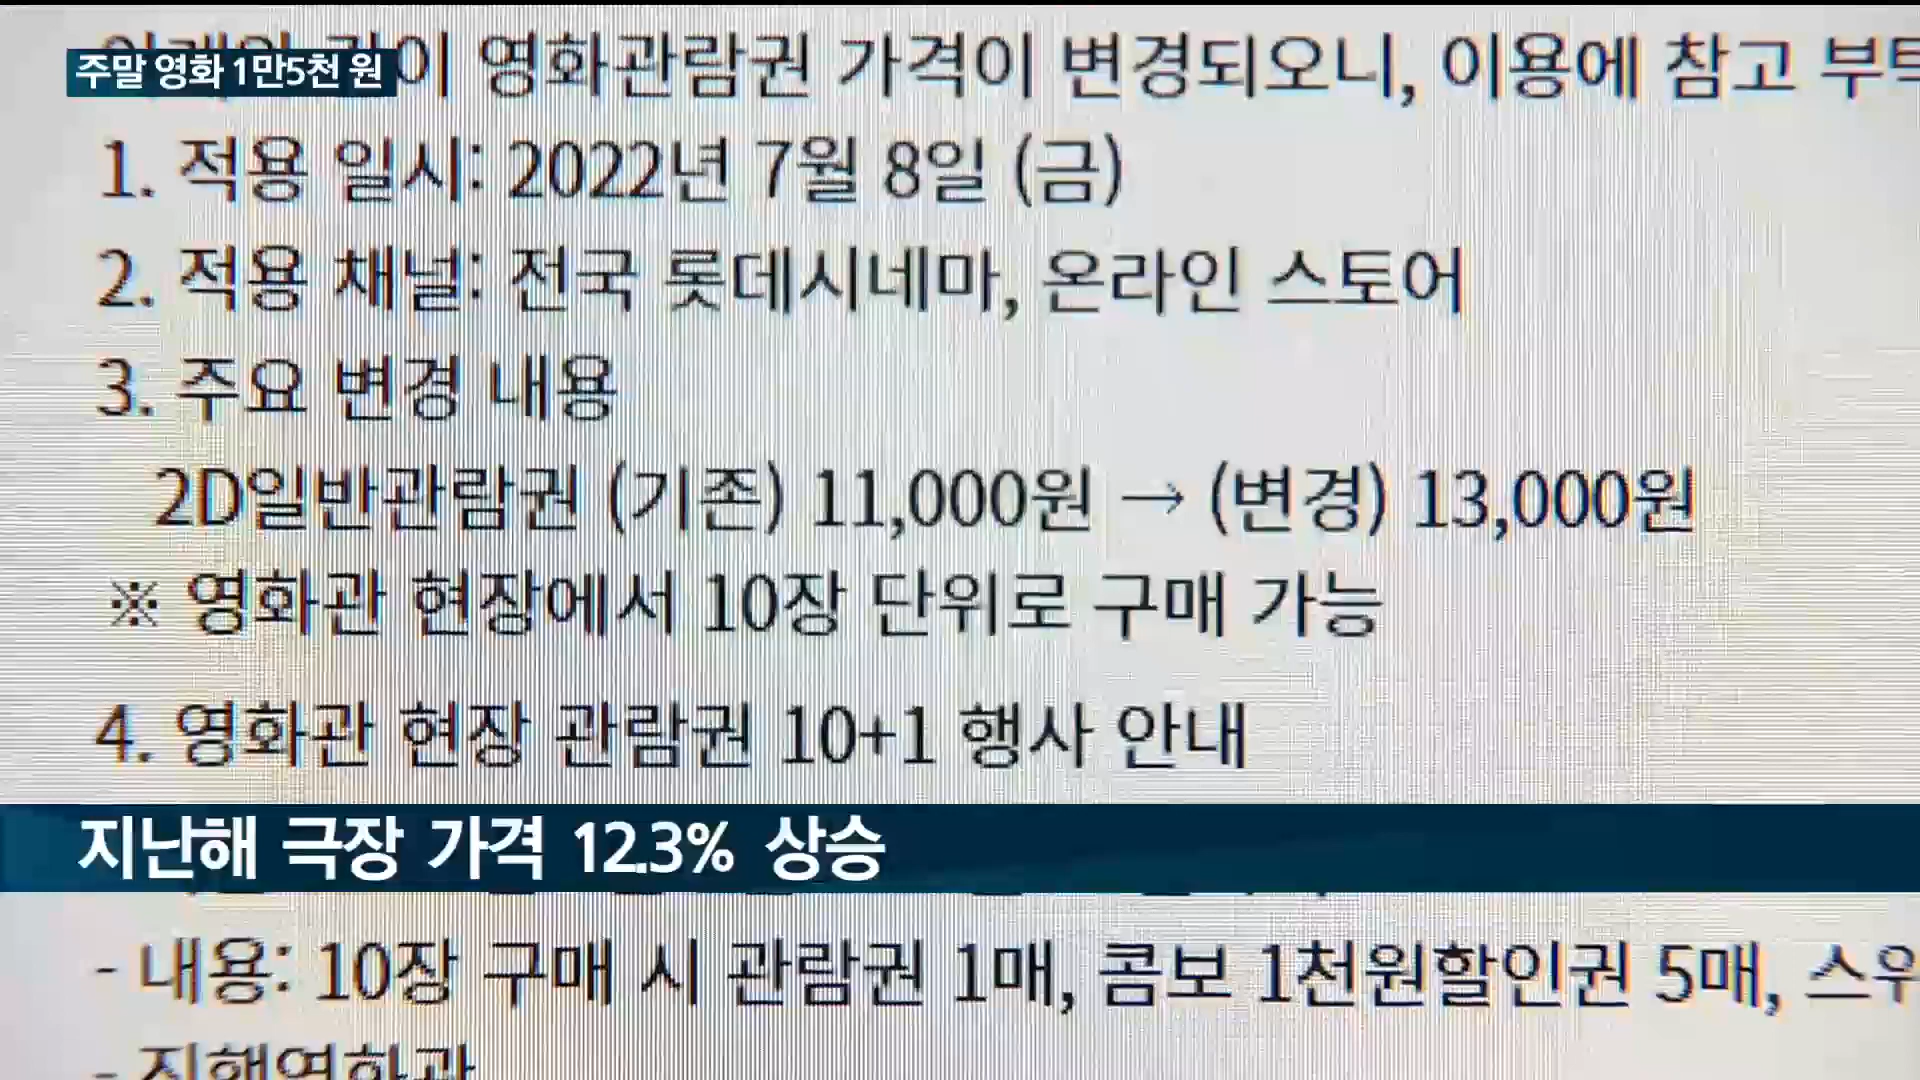 주말 영화 1만5천 원
영화관람권 가격이 변경되오니, 이용에 참고
1. 적용 일시: 2022년 7월 8일 (금)
2. 적용 채널: 전국 롯데시네마, 온라인 스토어
3. 주요 변경 내용
2D일반관람권 (기존) 11,000원 → (변경) 13,000원
※ 영화관 현장에서 10장 단위로 구매 가능
4. 영화관 현장 관람권 10+1 행사 안내
지난해 극장 가격 12.3% 상승
- 내용: 10장 구매 시 관람권 1매, 콤보 1천원할인권 5매,
- 진행영화관